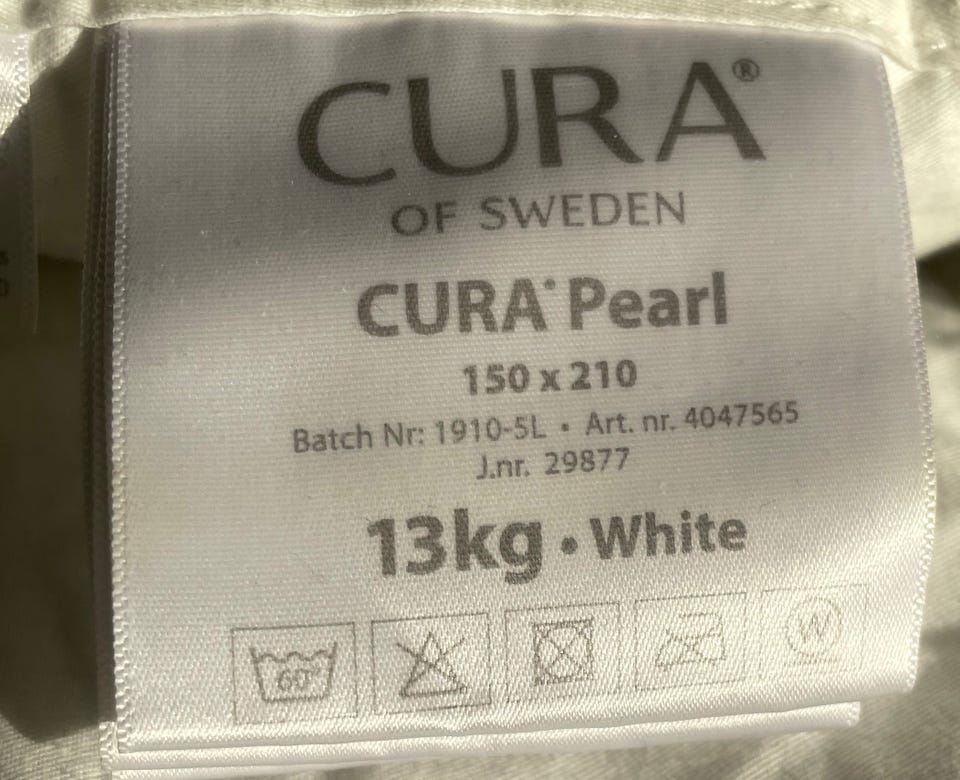 CURA®
OF SWEDEN
CURA® Pearl
150 x 210
Batch Nr: 1910-5L • Art. nr. 4047565
J.nr. 29877
13kg • White
60° W